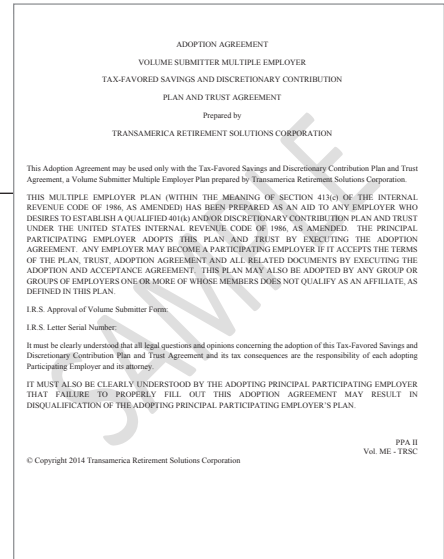 ADOPTION AGREEMENT
VOLUME SUBMITTER MULTIPLE EMPLOYER
TAX-FAVORED SAVINGS AND DISCRETIONARY CONTRIBUTION
PLAN AND TRUST AGREEMENT
Prepared by
TRANSAMERICA RETIREMENT SOLUTIONS CORPORATION
This Adoption Agreement may be used only with the Tax-Favored Savings and Discretionary Contribution Plan and Trust
Agreement, a Volume Submitter Multiple Employer Plan prepared by Transamerica Retirement Solutions Corporation.
THIS MULTIPLE EMPLOYER PLAN (WITHIN THE MEANING OF SECTION 413(c) OF THE INTERNAL
REVENUE CODE OF 1986, AS AMENDED) HAS BEEN PREPARED AS AN AID TO ANY EMPLOYER WHO
DESIRES TO ESTABLISH A QUALIFIED 401(k) AND/OR DISCRETIONARY CONTRIBUTION PLAN AND TRUST
UNDER THE UNITED STATES INTERNAL REVENUE CODE OF 1986, AS AMENDED. THE PRINCIPAL
PARTICIPATING EMPLOYER ADOPTS THIS PLAN AND TRUST BY EXECUTING THE ADOPTION
AGREEMENT. ANY EMPLOYER MAY BECOME A PARTICIPATING EMPLOYER IF IT ACCEPTS THE TERMS
OF THE PLAN, TRUST, ADOPTION AGREEMENT AND ALL RELATED DOCUMENTS BY EXECUTING THE
ADOPTION AND ACCEPTANCE AGREEMENT. THIS PLAN MAY ALSO BE ADOPTED BY ANY GROUP OR
GROUPS OF EMPLOYERS ONE OR MORE OF WHOSE MEMBERS DOES NOT QUALIFY AS AN AFFILIATE, AS
DEFINED IN THIS PLAN.
I.R.S. Approval of Volume Submitter Form:
I.R.S. Letter Serial Number:
It must be clearly understood that all legal questions and opinions concerning the adoption of this Tax-Favored Savings and
Discretionary Contribution Plan and Trust Agreement and its tax consequences are the responsibility of each adopting
Participating Employer and its attorney.
IT MUST ALSO BE CLEARLY UNDERSTOOD BY THE ADOPTING PRINCIPAL PARTICIPATING EMPLOYER
THAT FAILURE TO PROPERLY FILL OUT THIS ADOPTION AGREEMENT MAY RESULT IN
DISQUALIFICATION OF THE ADOPTING PRINCIPAL PARTICIPATING EMPLOYER'S PLAN.
PPA II
Vol. ME - TRSC
© Copyright 2014 Transamerica Retirement Solutions Corporation
SAMPLE